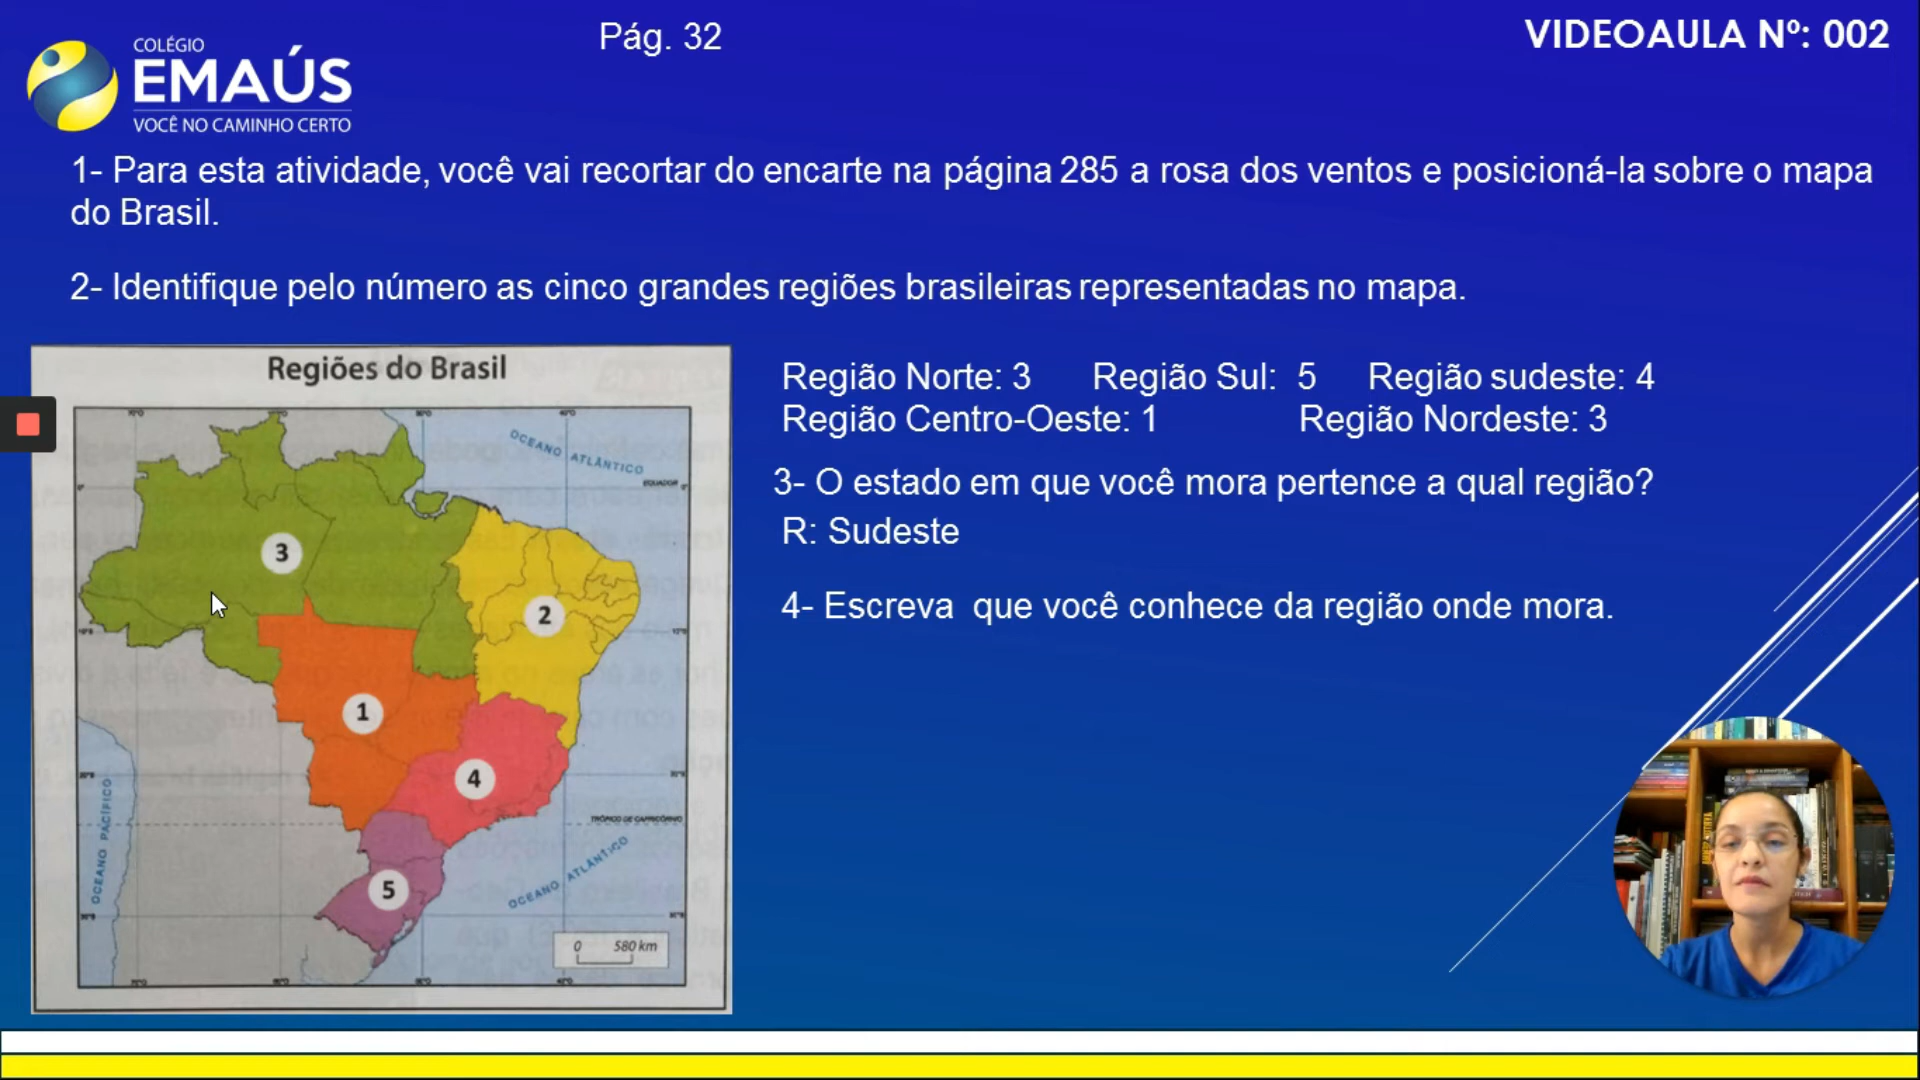 COLÉGIO
EMAÚS
VOCÊ NO CAMINHO CERTO
Pág. 32
VIDEOAULA Nº: 002
1- Para esta atividade, você vai recortar do encarte na página 285 a rosa dos ventos e posicioná-la sobre o mapa
do Brasil.
2- Identifique pelo número as cinco grandes regiões brasileiras representadas no mapa.
Regiões do Brasil
OCEANO ATLÂNTICO
EQUADOR
3
2
1
4
5
OCEANO PACÍFICO
TRÓPICO DE CAPRICÓRNIO
OCEANO ATLÂNTICO
0 580 km
Região Norte: 3 Região Sul: 5 Região sudeste: 4
Região Centro-Oeste: 1 Região Nordeste: 3
3- O estado em que você mora pertence a qual região?
R: Sudeste
4- Escreva que você conhece da região onde mora.